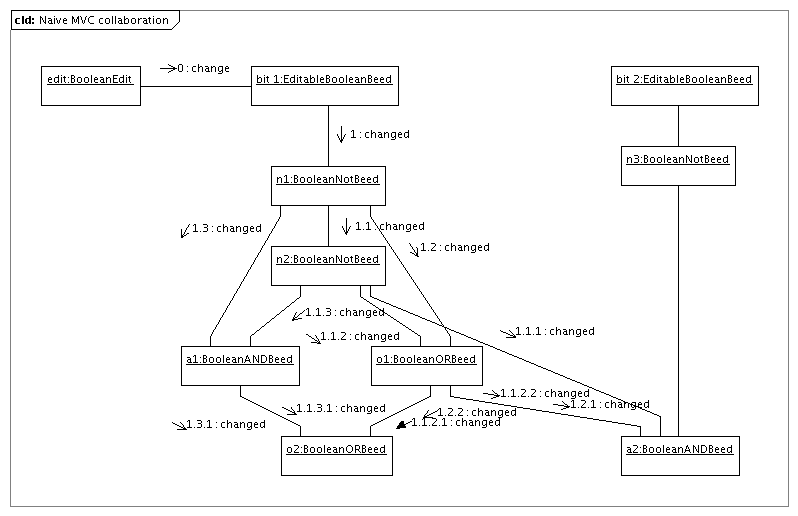 cld: Naive MVC collaboration
0 : change
edit:BooleanEdit
bit 1:EditableBooleanBeed
bit 2:EditableBooleanBeed
1 : changed
n3:BooleanNotBeed
n1:BooleanNotBeed
1.3 : changed
1.1 : changed
1.2 : changed
n2:BooleanNotBeed
1.1.3 : changed
1.1.1 : changed
1.1.2 : changed
a1:BooleanANDBeed
o1:BooleanORBeed
1.1.2.2 : changed
1.2.1 : changed
1.1.3.1 : changed
1.2.2 : changed
1.3.1 : changed
1.1.2.1 : changed
o2:BooleanORBeed
a2:BooleanANDBeed